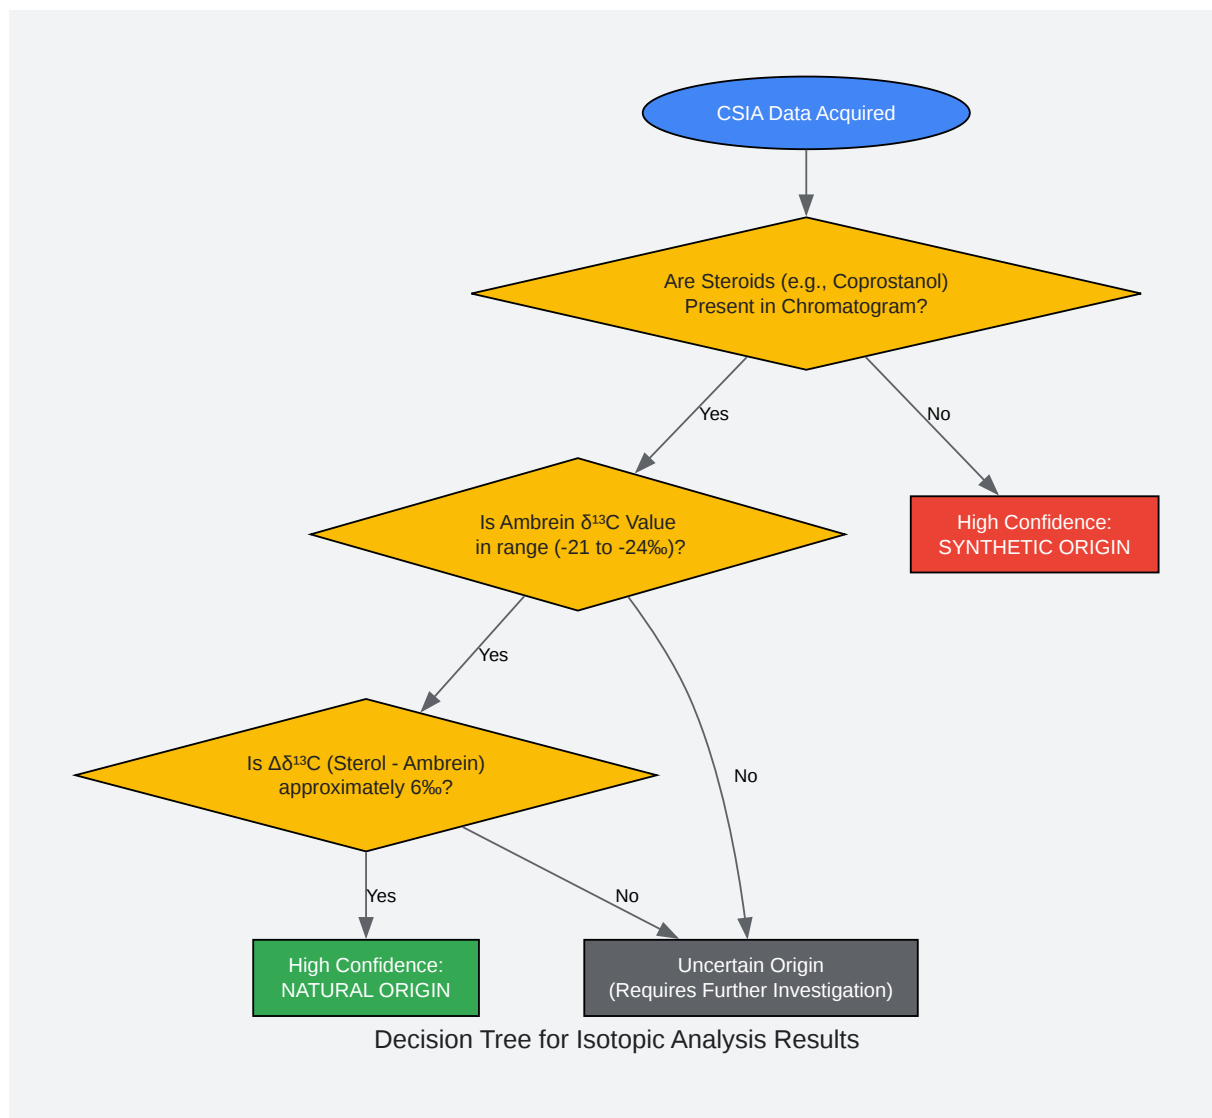 CSIA Data Acquired
Are Steroids (e.g., Coprostanol)
Present in Chromatogram?
Yes
No
Is Ambrein δ¹³C Value
in range (-21 to -24‰)?
High Confidence:
SYNTHETIC ORIGIN
Yes
No
Is Δδ¹³C (Sterol - Ambrein)
approximately 6‰?
Yes
No
High Confidence:
NATURAL ORIGIN
Uncertain Origin
(Requires Further Investigation)
Decision Tree for Isotopic Analysis Results